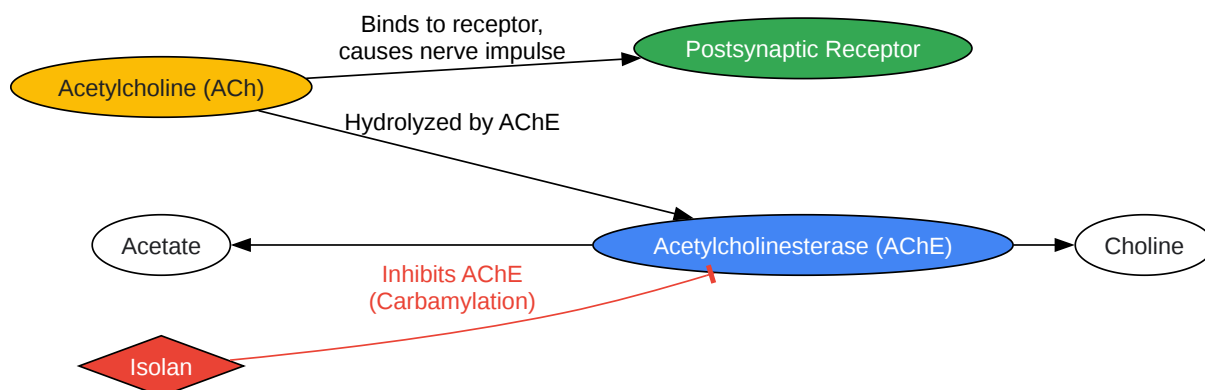 Binds to receptor,
causes nerve impulse
Postsynaptic Receptor
Acetylcholine (ACh)
Hydrolyzed by AChE
Acetate
Acetylcholinesterase (AChE)
Choline
Inhibits AChE
(Carbamylation)
Isolan